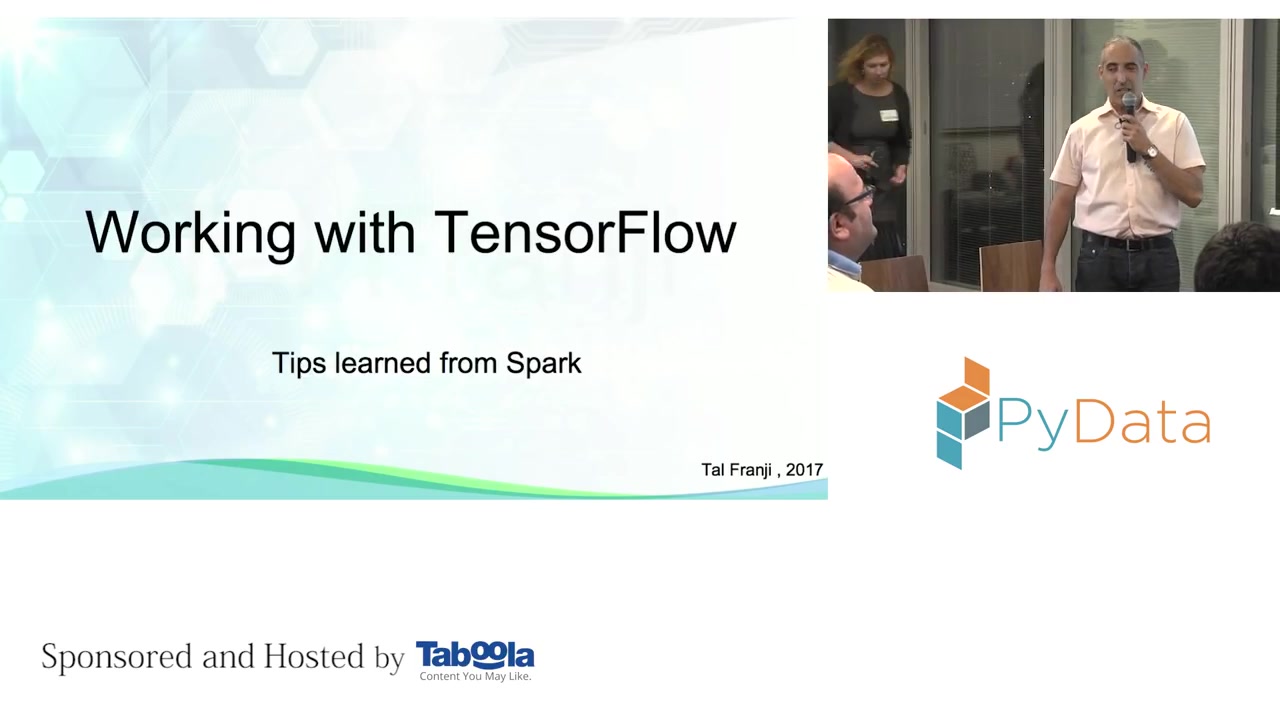 Working with TensorFlow
Tips learned from Spark
Tal Franji , 2017
PyData
Sponsored and Hosted by Taboola
Content You May Like.